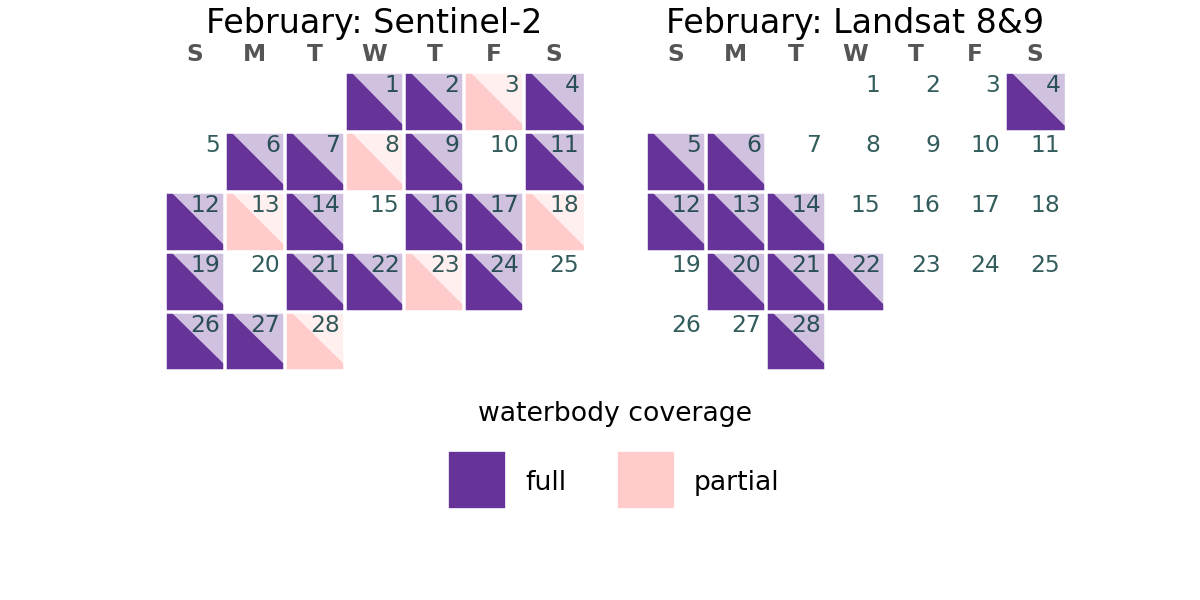 February: Sentinel-2
S M T W T F S
1 2 3 4
5 6 7 8 9 10 11
12 13 14 15 16 17 18
19 20 21 22 23 24 25
26 27 28
February: Landsat 8&9
S M T W T F S
1 2 3 4
5 6 7 8 9 10 11
12 13 14 15 16 17 18
19 20 21 22 23 24 25
26 27 28
waterbody coverage
full partial